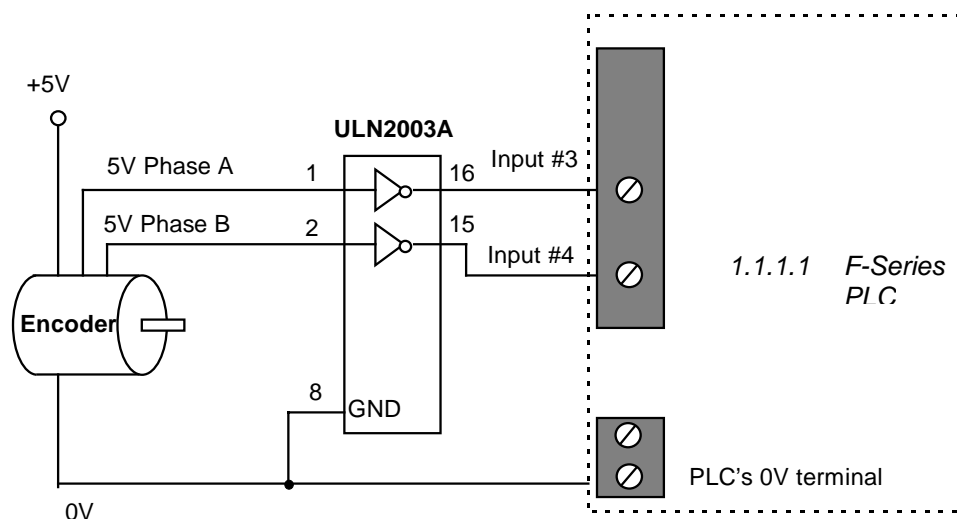 +5V
ULN2003A
5V Phase A
1
16
Input #3
5V Phase B
2
15
Input #4
1.1.1.1 F-Series
PLC
Encoder
8
GND
PLC's 0V terminal
0V